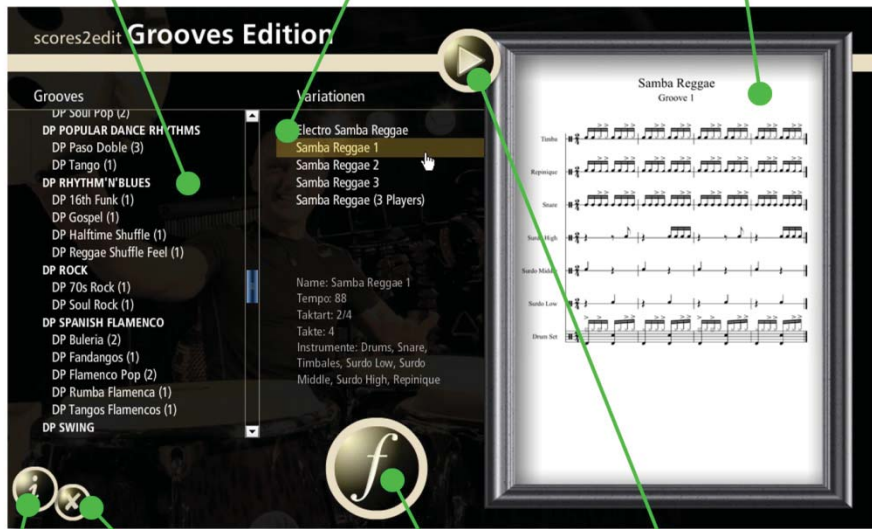 scores2edit Grooves Edition
Grooves
DP Soul Pop (2)
DP POPULAR DANCE RHYTHMS
DP Paso Doble (3)
DP Tango (1)
DP RHYTHM'N'BLUES
DP 16th Funk (1)
DP Gospel (1)
DP Halftime Shuffle (1)
DP Reggae Shuffle Feel (1)
DP ROCK
DP 70s Rock (1)
DP Soul Rock (1)
DP SPANISH FLAMENCO
DP Buleria (2)
DP Fandangos (1)
DP Flamenco Pop (2)
DP Rumba Flamenca (1)
DP Tangos Flamencos (1)
DP SWING
Variationen
Electro Samba Reggae
Samba Reggae 1
Samba Reggae 2
Samba Reggae 3
Samba Reggae (3 Players)
Name: Samba Reggae 1
Tempo: 88
Taktart: 2/4
Takte: 4
Instrumente: Drums, Snare,
Timbales, Surdo Low, Surdo
Middle, Surdo High, Repinique
Samba Reggae
Groove 1
Timba
Repinique
Snare
Surdo High
Surdo Middle
Surdo Low
Drum Set
i
x
f